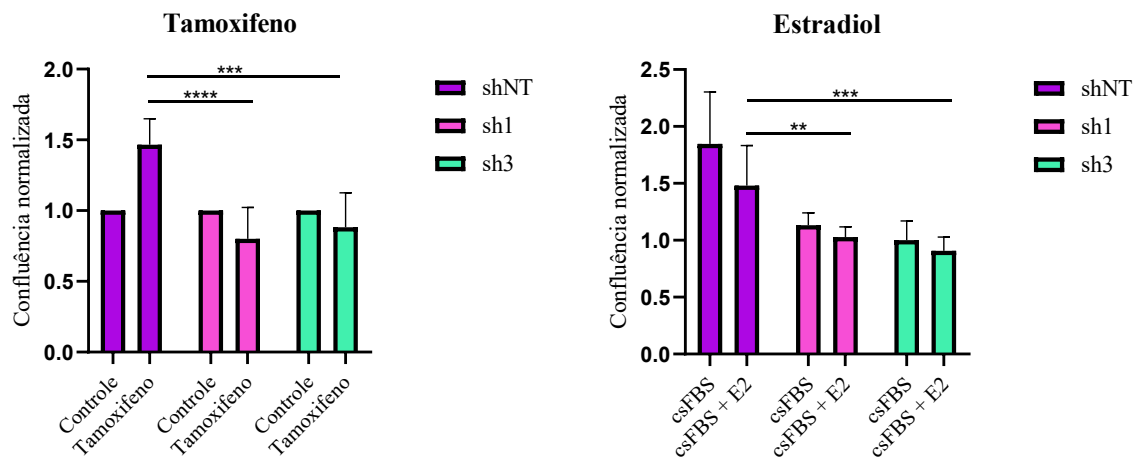 Tamoxifeno
Confluência normalizada
2.0
1.5
1.0
0.5
0.0
***
****
Controle
Tamoxifeno
Controle
Tamoxifeno
Controle
Tamoxifeno
shNT
sh1
sh3
Estradiol
Confluência normalizada
2.5
2.0
1.5
1.0
0.5
0.0
***
**
csFBS
csFBS + E2
csFBS
csFBS + E2
csFBS
csFBS + E2
shNT
sh1
sh3